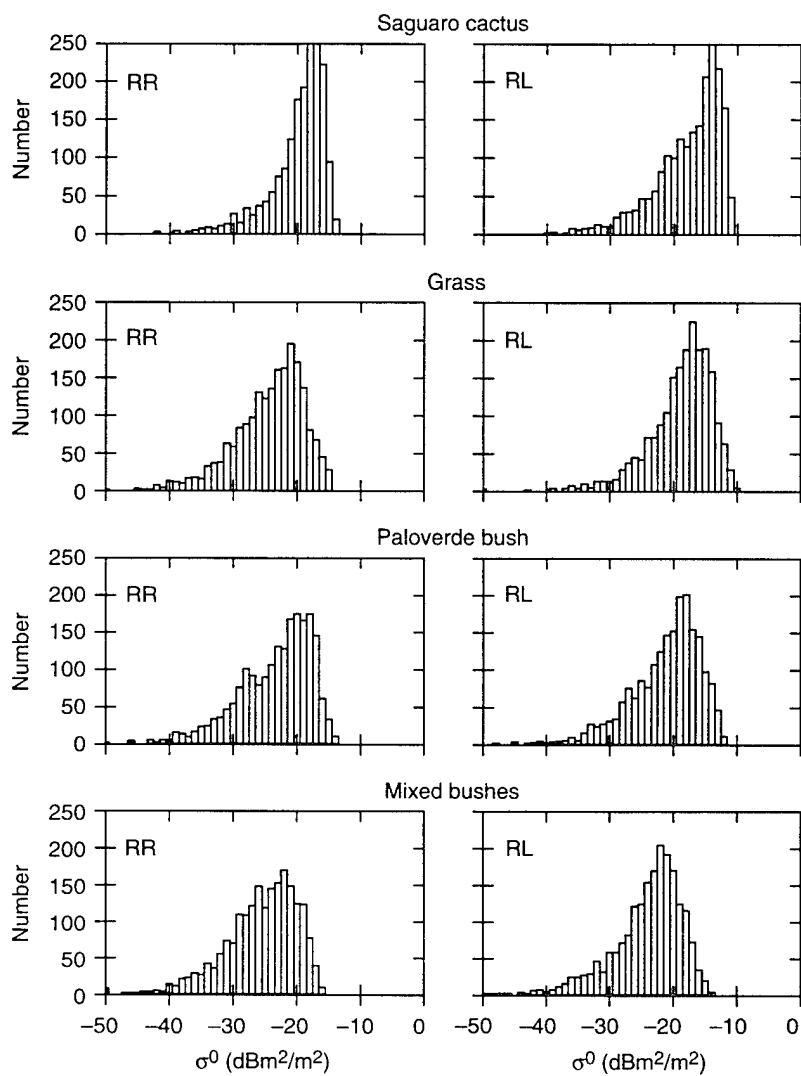 Saguaro cactus
250
200
150
100
50
0
Number
RR
RL
Grass
250
200
150
100
50
0
Number
RR
RL
Paloverde bush
250
200
150
100
50
0
Number
RR
RL
Mixed bushes
250
200
150
100
50
0
Number
RR
RL
–50 –40 –30 –20 –10 0
–50 –40 –30 –20 –10 0
σ⁰ (dBm²/m²)
σ⁰ (dBm²/m²)